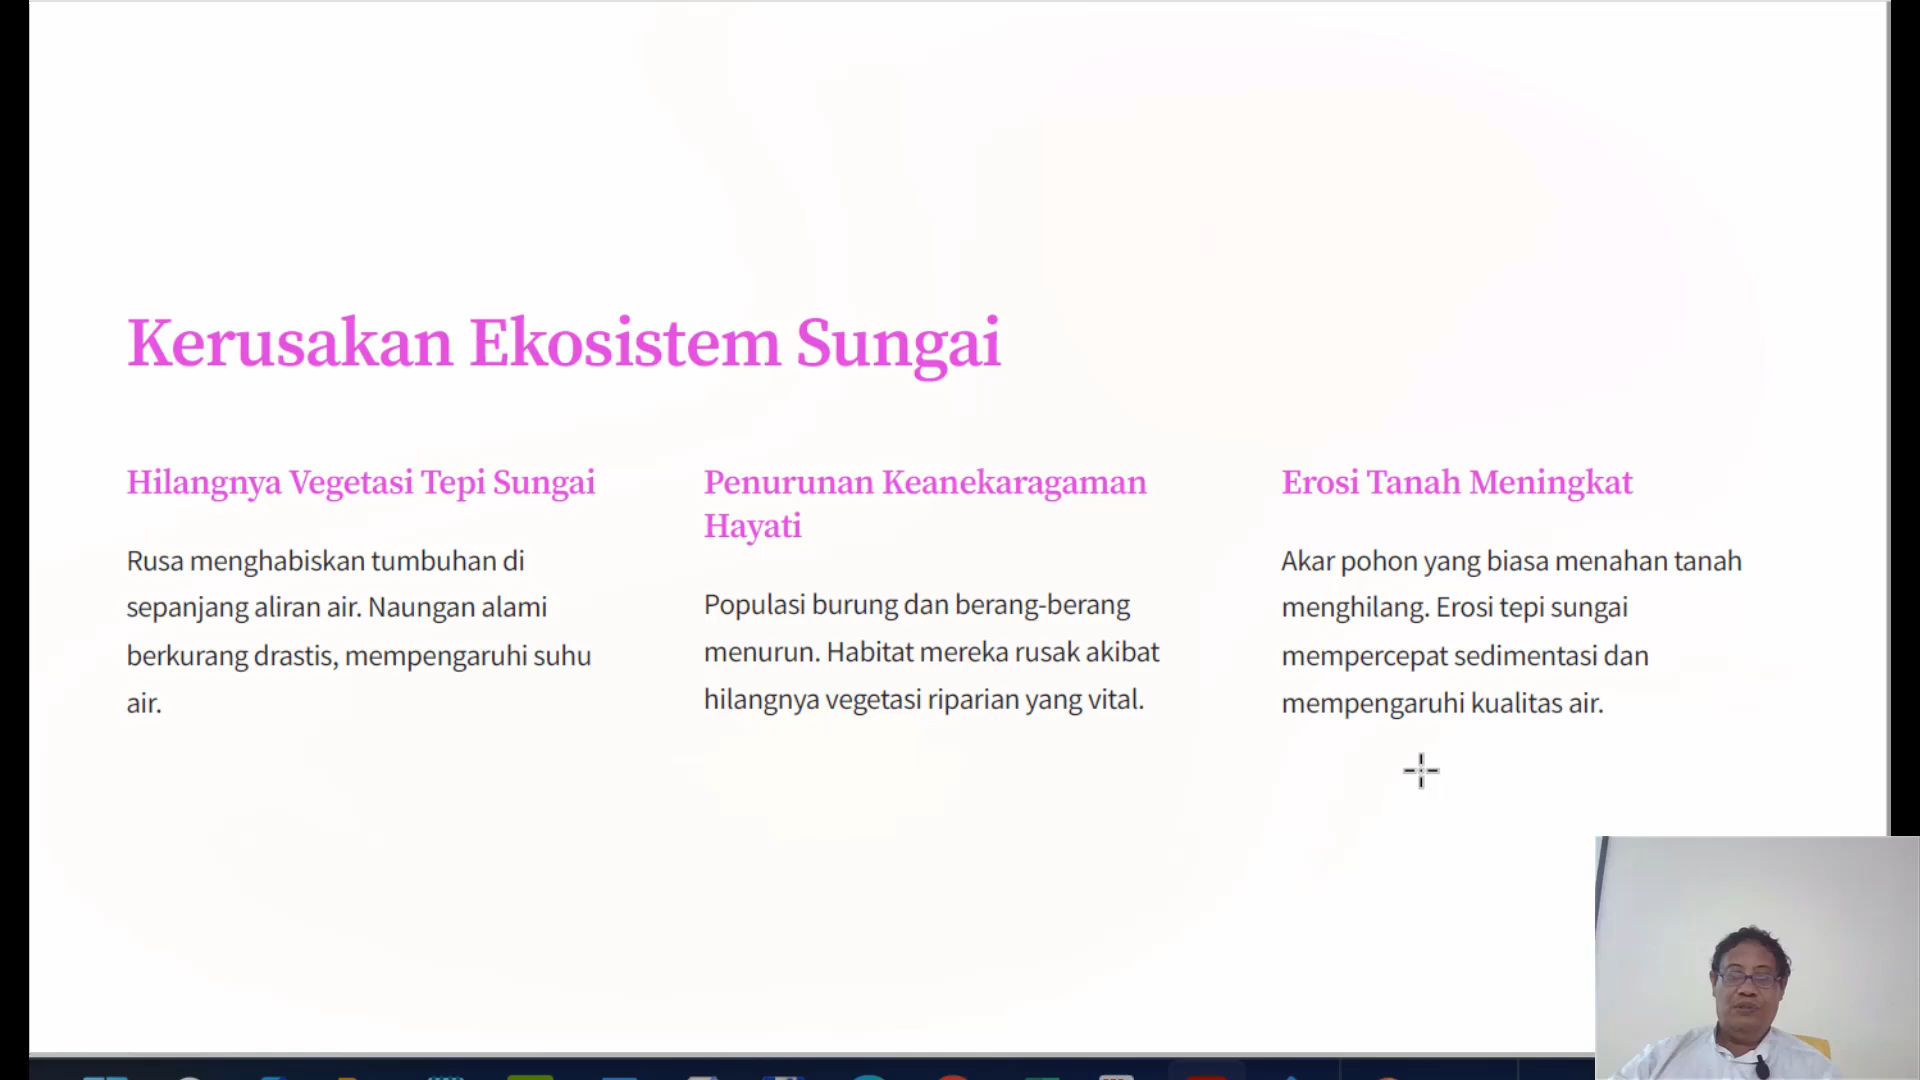 Kerusakan Ekosistem Sungai
Hilangnya Vegetasi Tepi Sungai
Rusa menghabiskan tumbuhan di
sepanjang aliran air. Naungan alami
berkurang drastis, mempengaruhi suhu
air.
Penurunan Keanekaragaman
Hayati
Populasi burung dan berang-berang
menurun. Habitat mereka rusak akibat
hilangnya vegetasi riparian yang vital.
Erosi Tanah Meningkat
Akar pohon yang biasa menahan tanah
menghilang. Erosi tepi sungai
mempercepat sedimentasi dan
mempengaruhi kualitas air.